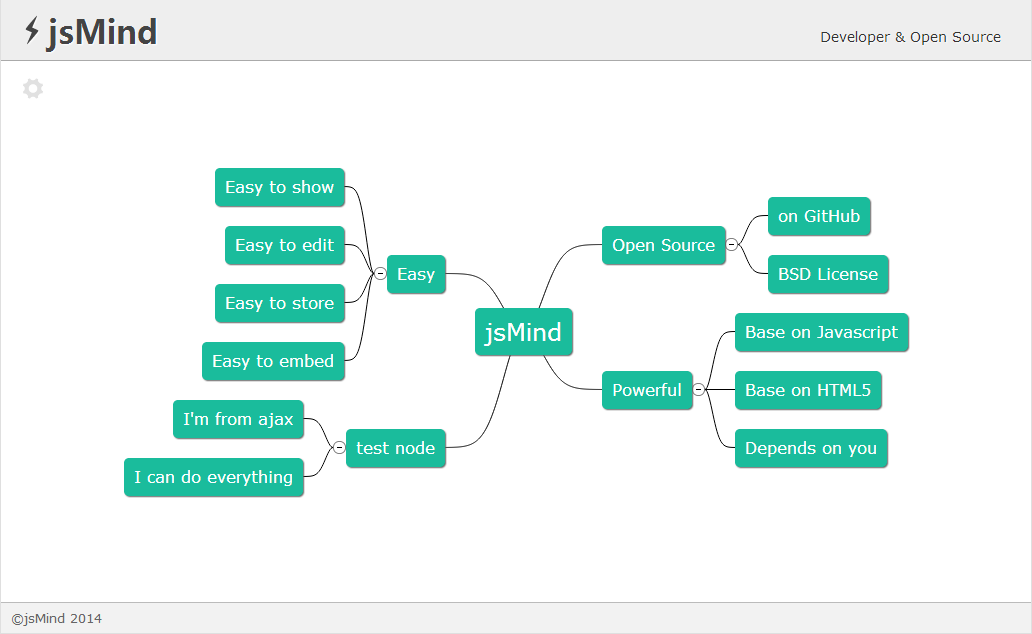 jsMind
Developer & Open Source
Easy to show
Easy to edit
Easy to store
Easy to embed
Easy
I'm from ajax
I can do everything
test node
jsMind
Open Source
on GitHub
BSD License
Powerful
Base on Javascript
Base on HTML5
Depends on you
©jsMind 2014